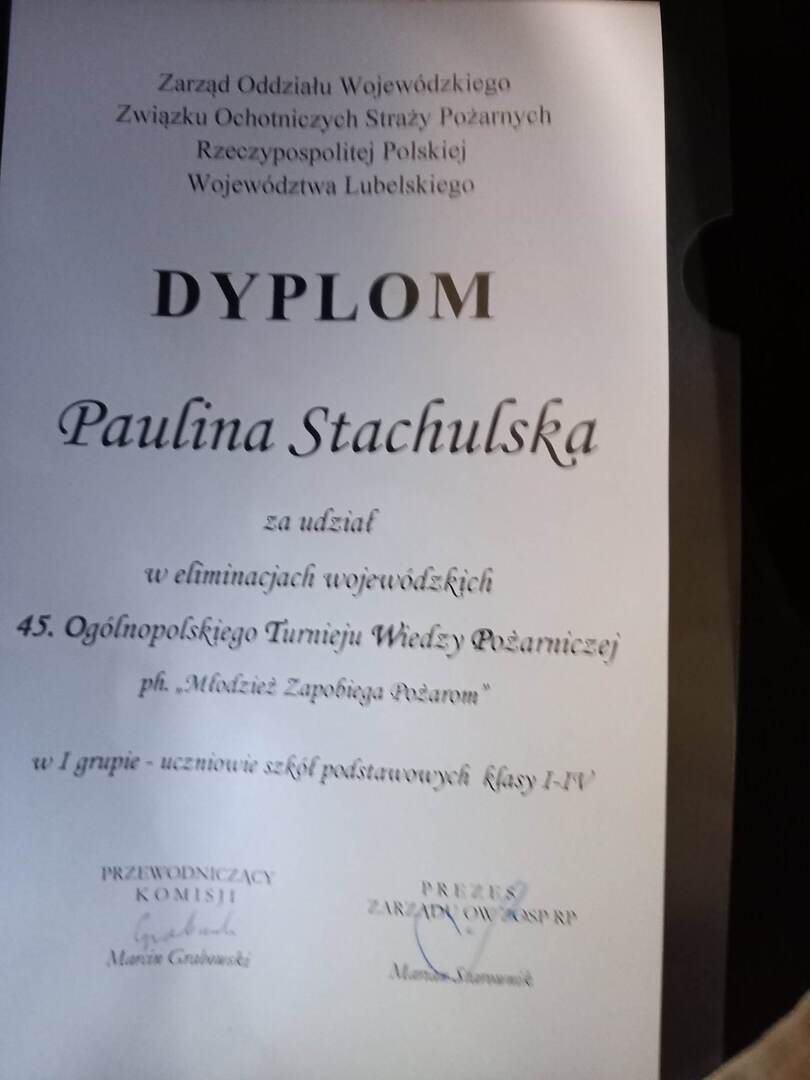 Zarząd Oddziału Wojewódzkiego
Związku Ochotniczych Straży Pożarnych
Rzeczypospolitej Polskiej
Województwa Lubelskiego
DYPLOM
Paulina Stachulska
za udział
w eliminacjach wojewódzkich
45. Ogólnopolskiego Turnieju Wiedzy Pożarniczej
ph. „Młodzież Zapobiega Pożarom”
w I grupie - uczniowie szkół podstawowych klasy I-IV
PRZEWODNICZĄCY
KOMISJI
Marcin Grabowski
PREZES
ZARZĄDU OW ZOSP RP
Marian Starownik